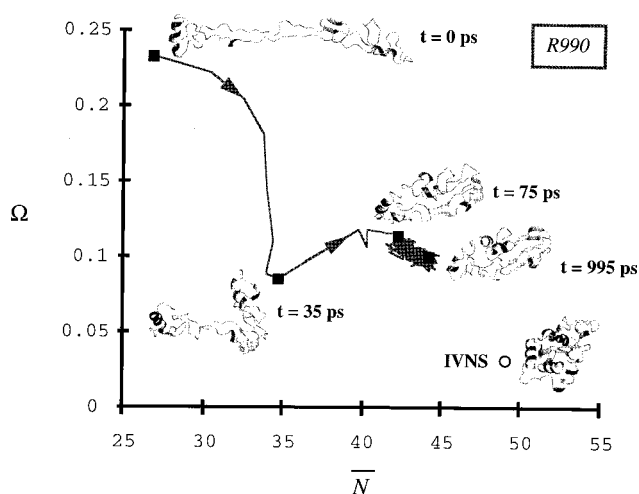 0.25
t = 0 ps
R990
0.2
0.15
Ω
t = 75 ps
0.1
t = 995 ps
t = 35 ps
0.05
IVNS
0
25
30
35
40
45
50
55
N